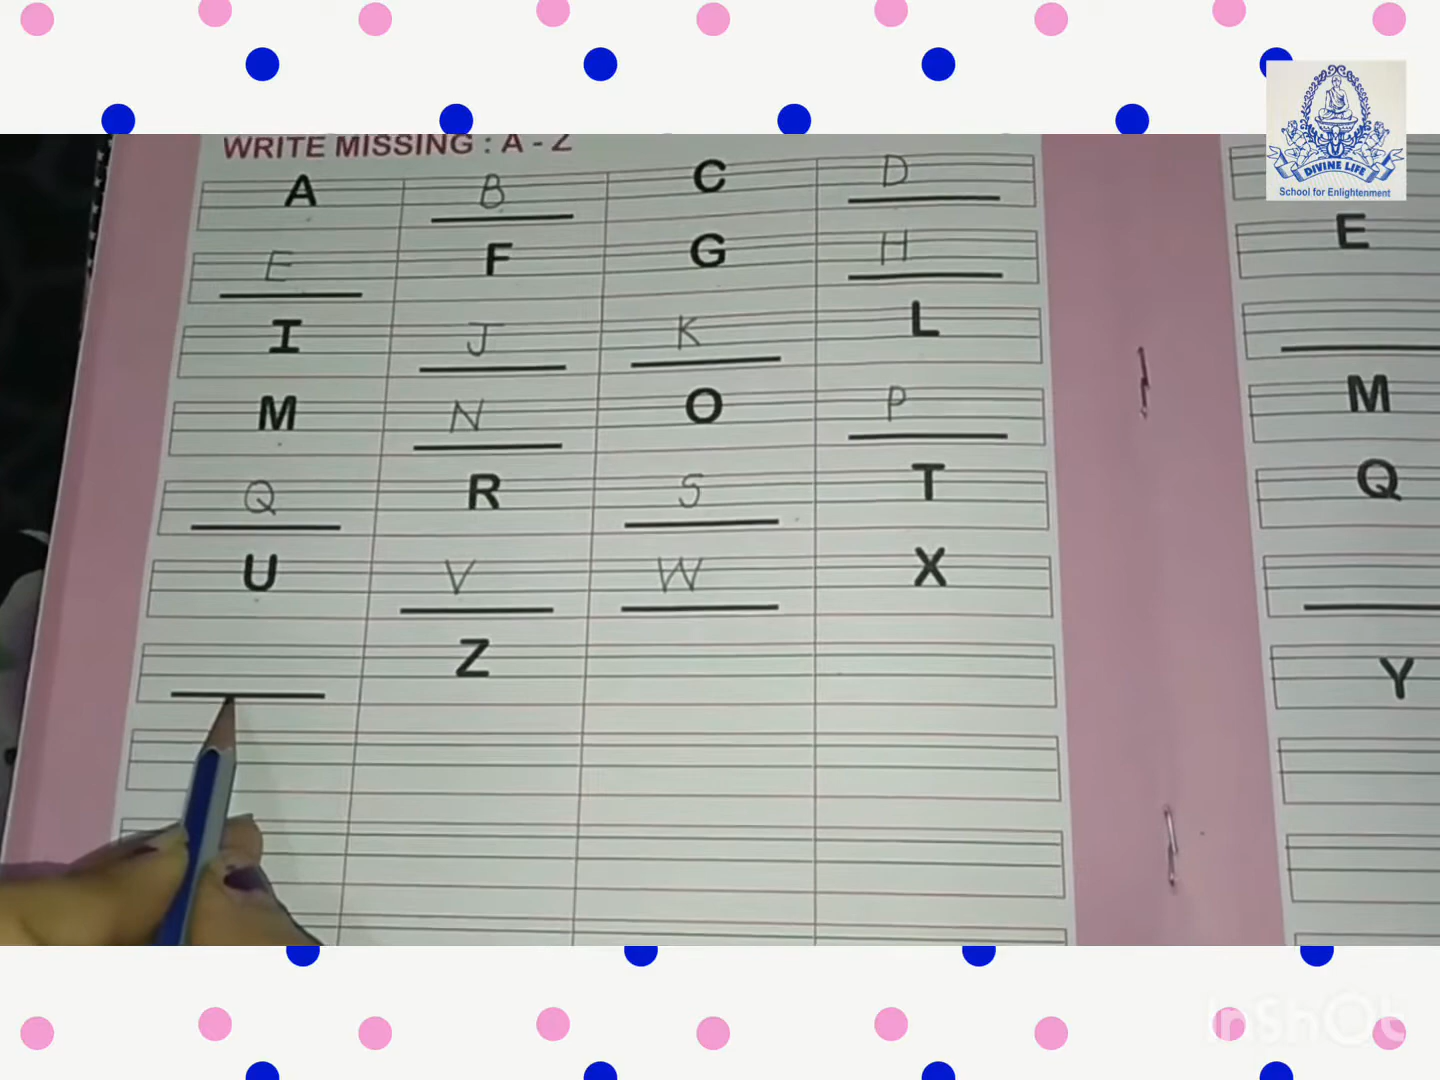 WRITE MISSING : A - Z
A B C D
E F G H
I J K L
M N O P
Q R S T
U V W X
Z
E
M
Q
Y
DIVINE LIFE
School for Enlightenment
InShOt